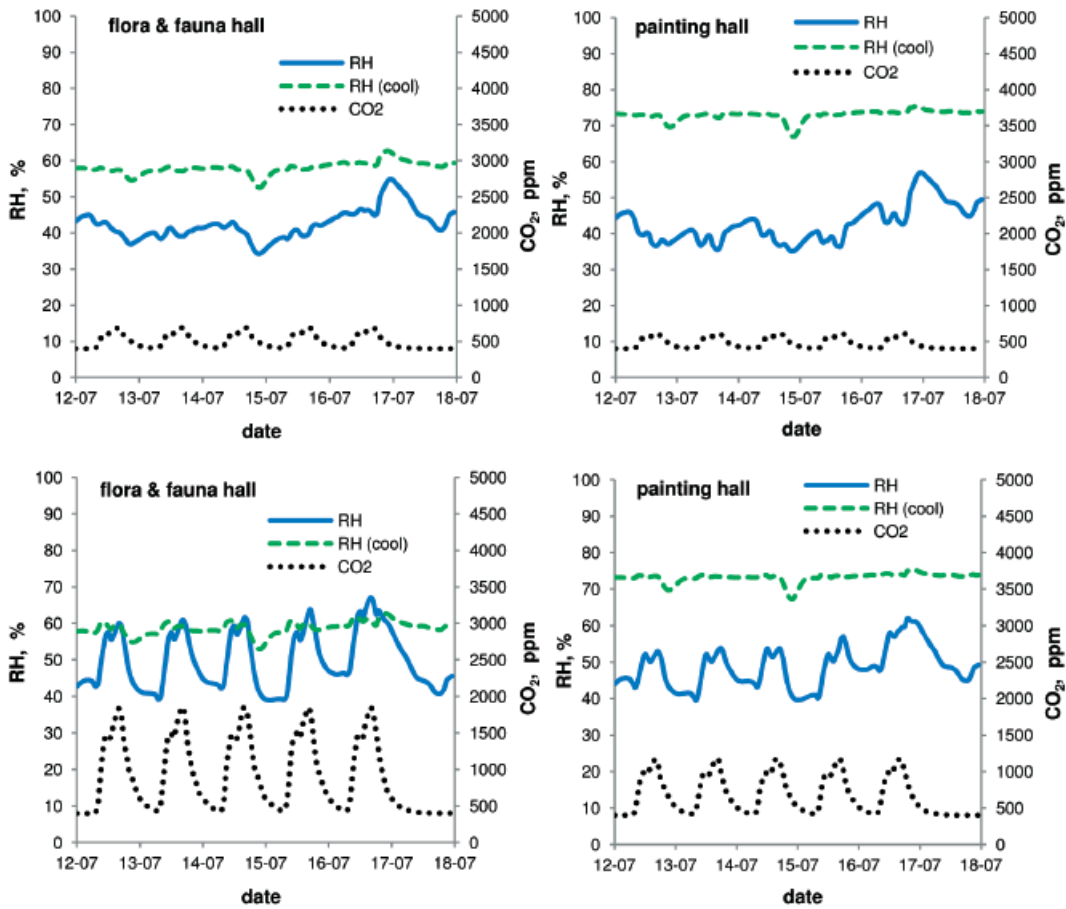 flora & fauna hall
RH
RH (cool)
CO2
100
90
80
70
60
50
40
30
20
10
0
RH, %
5000
4500
4000
3500
3000
2500
2000
1500
1000
500
0
CO₂, ppm
12-07 13-07 14-07 15-07 16-07 17-07 18-07
date
painting hall
RH
RH (cool)
CO2
100
90
80
70
60
50
40
30
20
10
0
RH, %
5000
4500
4000
3500
3000
2500
2000
1500
1000
500
0
CO₂, ppm
12-07 13-07 14-07 15-07 16-07 17-07 18-07
date
flora & fauna hall
RH
RH (cool)
CO2
100
90
80
70
60
50
40
30
20
10
0
RH, %
5000
4500
4000
3500
3000
2500
2000
1500
1000
500
0
CO₂, ppm
12-07 13-07 14-07 15-07 16-07 17-07 18-07
date
painting hall
RH
RH (cool)
CO2
100
90
80
70
60
50
40
30
20
10
0
RH, %
5000
4500
4000
3500
3000
2500
2000
1500
1000
500
0
CO₂, ppm
12-07 13-07 14-07 15-07 16-07 17-07 18-07
date